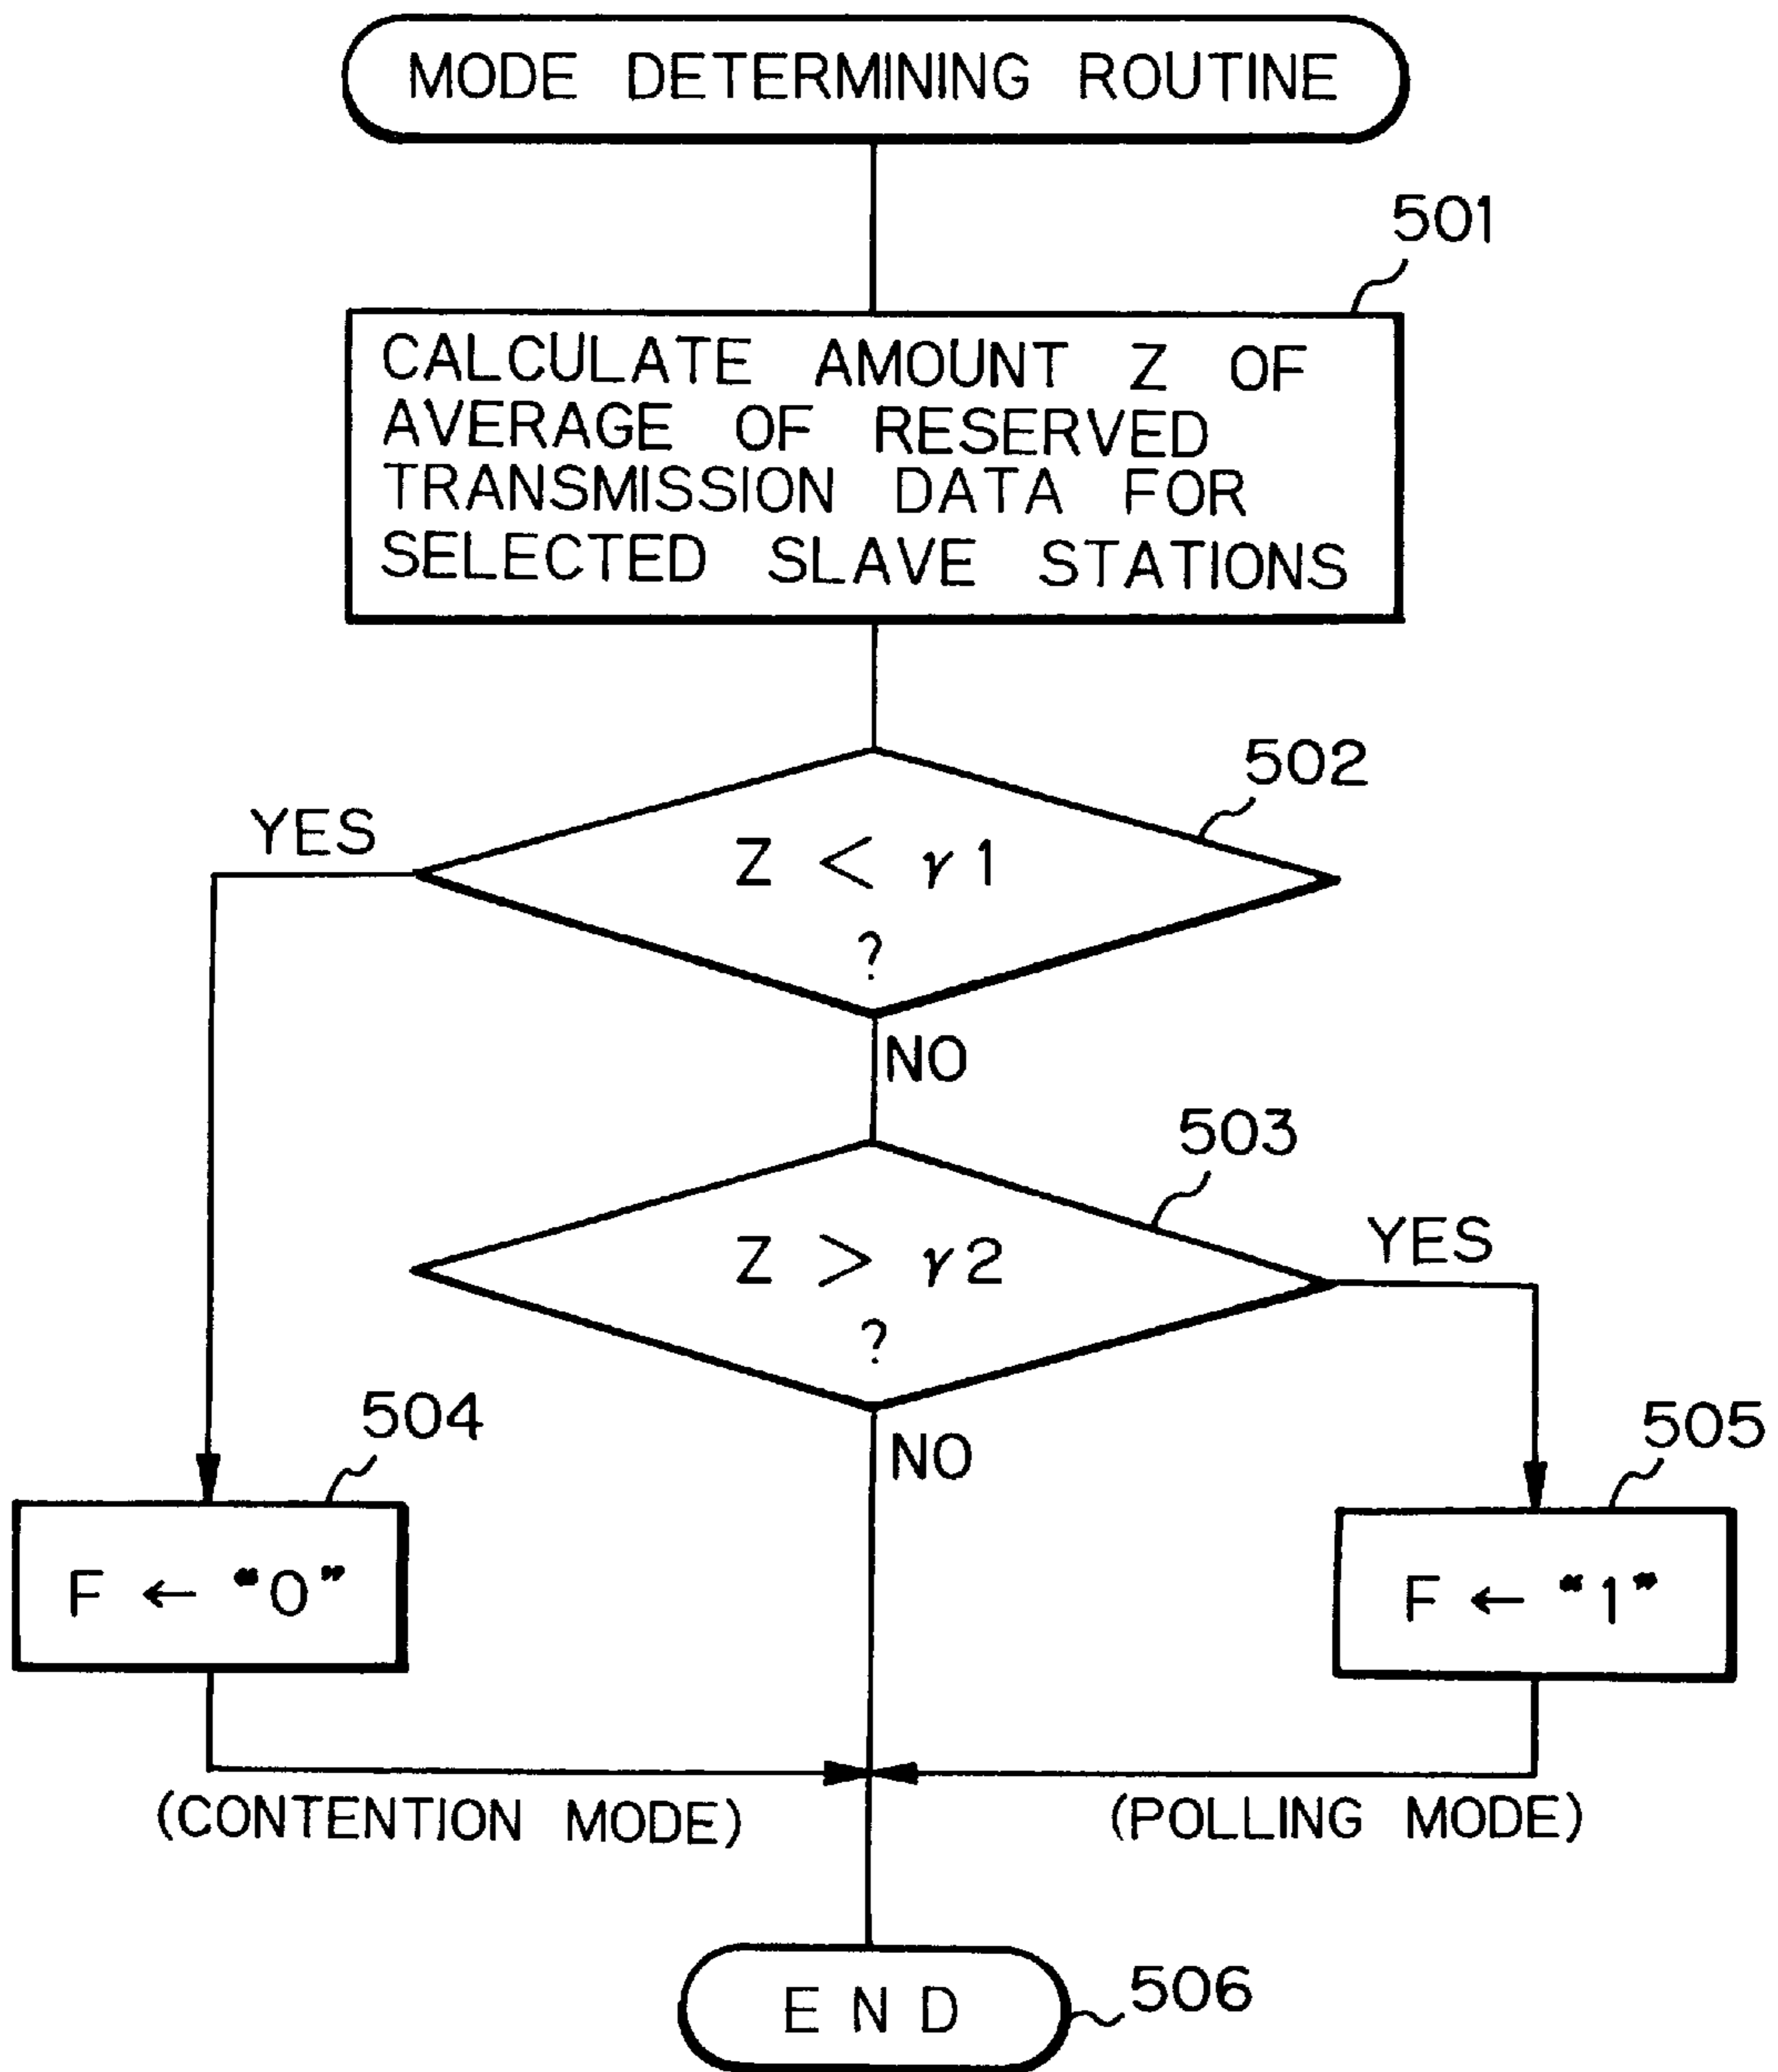 MODE DETERMINING ROUTINE
501
CALCULATE AMOUNT Z OF
AVERAGE OF RESERVED
TRANSMISSION DATA FOR
SELECTED SLAVE STATIONS
502
YES
Z < γ1
?
NO
503
YES
Z > γ2
?
NO
504
505
F ← “0”
F ← “1”
(CONTENTION MODE)
(POLLING MODE)
END
506